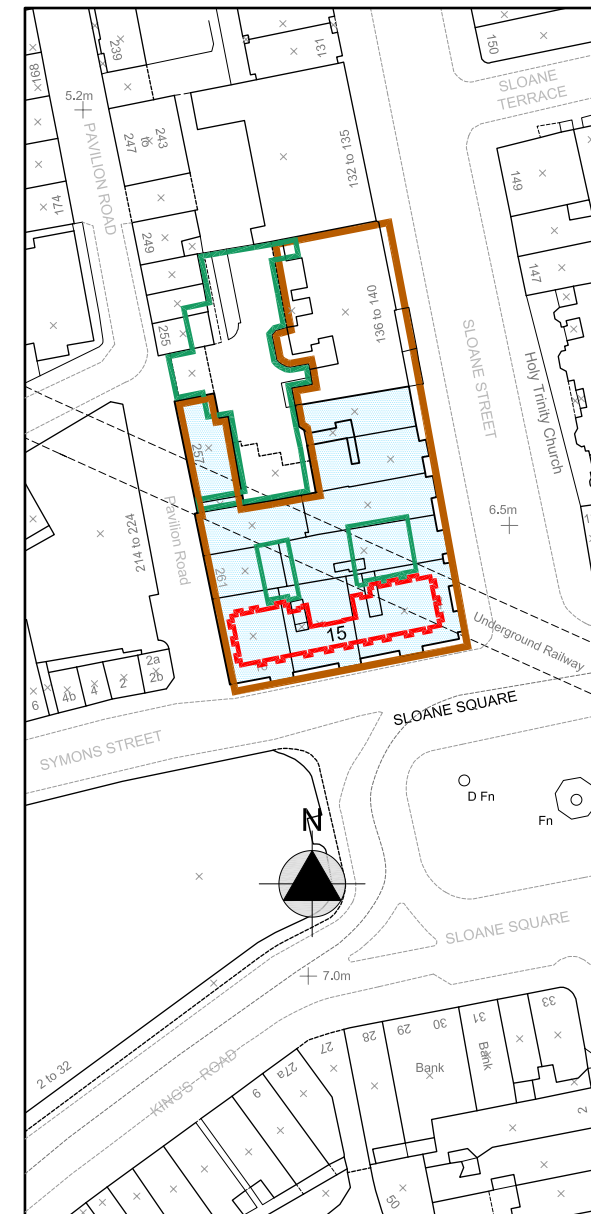 168
239
131
150
5.2m
SLOANE
TERRACE
PAVILION ROAD
247
to
243
132 to 135
149
174
249
147
255
136 to 140
SLOANE STREET
Holy Trinity Church
257
6.5m
214 to 224
Pavilion Road
261
Underground Railway
15
2a
2b
6
4b
4
2
SLOANE SQUARE
SYMONS STREET
D Fn
Fn
N
SLOANE SQUARE
7.0m
2 to 32
KING'S ROAD
9
27a
27
28
29
30
31
33
Bank
Bank
2
50